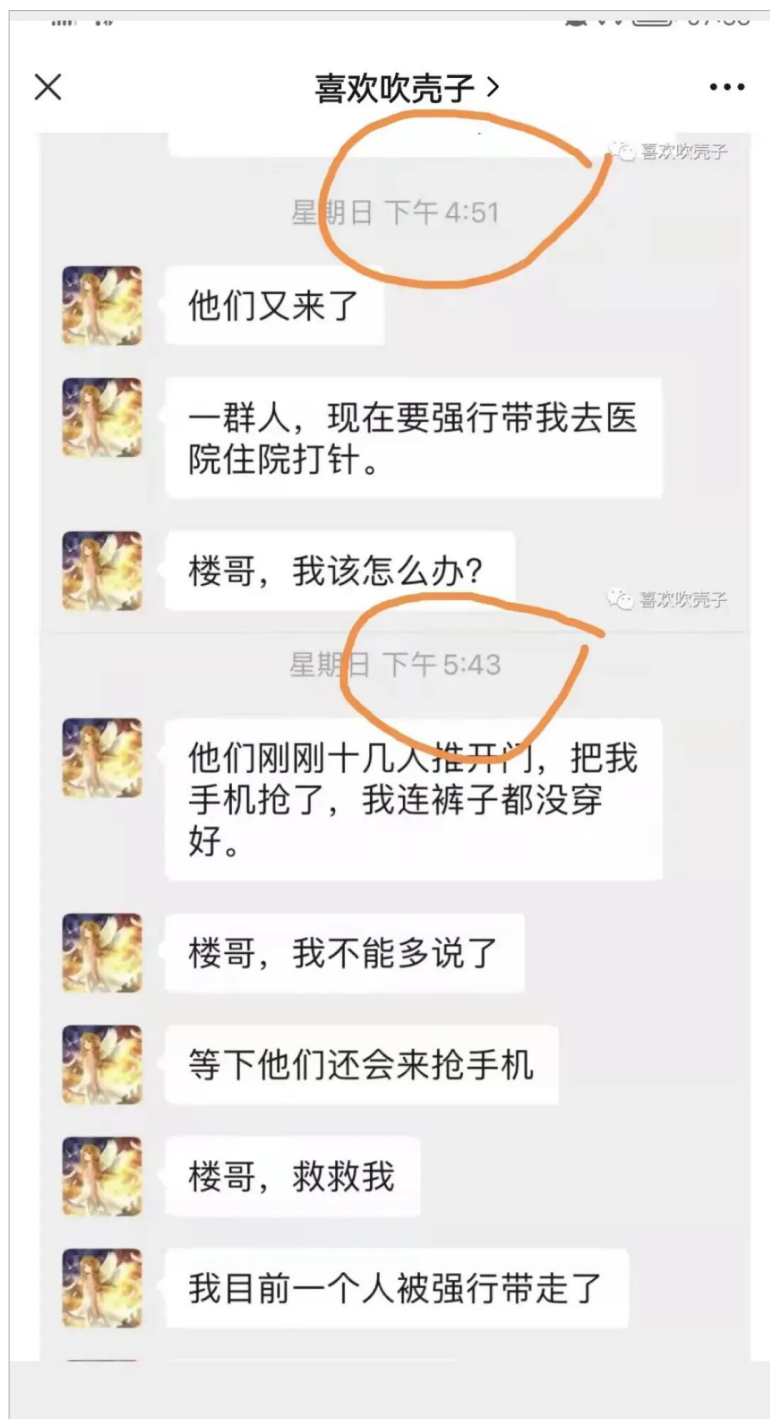 喜欢吹壳子 >
喜欢吹壳子
星期日 下午4:51
他们又来了
一群人，现在要强行带我去医
院住院打针。
楼哥，我该怎么办?
喜欢吹壳子
星期日 下午5:43
他们刚刚十几人推开门，把我
手机抢了，我连裤子都没穿
好。
楼哥，我不能多说了
等下他们还会来抢手机
楼哥，救救我
我目前一个人被强行带走了